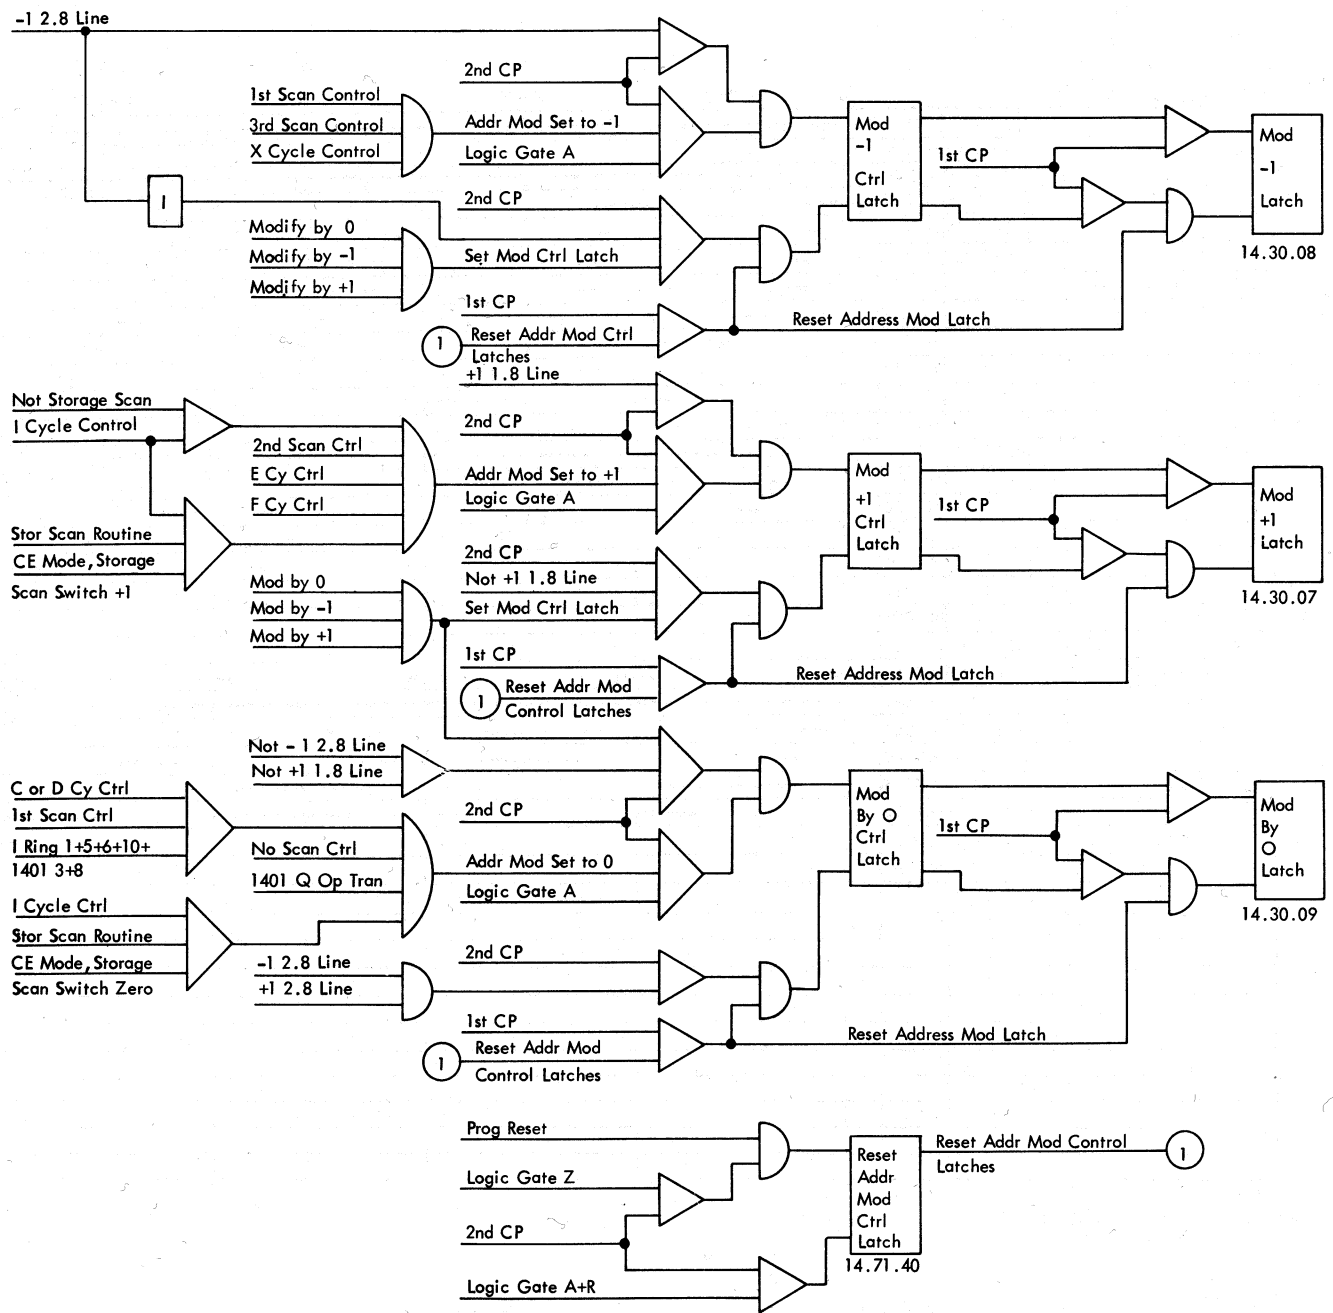 -1 2.8 Line
2nd CP
1st Scan Control
3rd Scan Control
X Cycle Control
Addr Mod Set to -1
Logic Gate A
Mod
-1
Ctrl
Latch
1st CP
Mod
-1
Latch
14.30.08
I
2nd CP
Modify by 0
Modify by -1
Modify by +1
Set Mod Ctrl Latch
1st CP
1
Reset Addr Mod Ctrl
Latches
Reset Address Mod Latch
+1 1.8 Line
Not Storage Scan
I Cycle Control
2nd CP
2nd Scan Ctrl
E Cy Ctrl
F Cy Ctrl
Addr Mod Set to +1
Logic Gate A
Mod
+1
Ctrl
Latch
1st CP
Mod
+1
Latch
14.30.07
Stor Scan Routine
CE Mode, Storage
Scan Switch +1
2nd CP
Not +1 1.8 Line
Set Mod Ctrl Latch
Mod by 0
Mod by -1
Mod by +1
1st CP
1
Reset Addr Mod
Control Latches
Reset Address Mod Latch
Not - 1 2.8 Line
Not +1 1.8 Line
C or D Cy Ctrl
1st Scan Ctrl
I Ring 1+5+6+10+
1401 3+8
2nd CP
No Scan Ctrl
1401 Q Op Tran
Addr Mod Set to 0
Logic Gate A
Mod
By O
Ctrl
Latch
1st CP
Mod
By
O
Latch
14.30.09
I Cycle Ctrl
Stor Scan Routine
CE Mode, Storage
Scan Switch Zero
-1 2.8 Line
+1 2.8 Line
2nd CP
1st CP
1
Reset Addr Mod
Control Latches
Reset Address Mod Latch
Prog Reset
Logic Gate Z
2nd CP
Logic Gate A+R
Reset
Addr
Mod
Ctrl
Latch
14.71.40
Reset Addr Mod Control
Latches
1